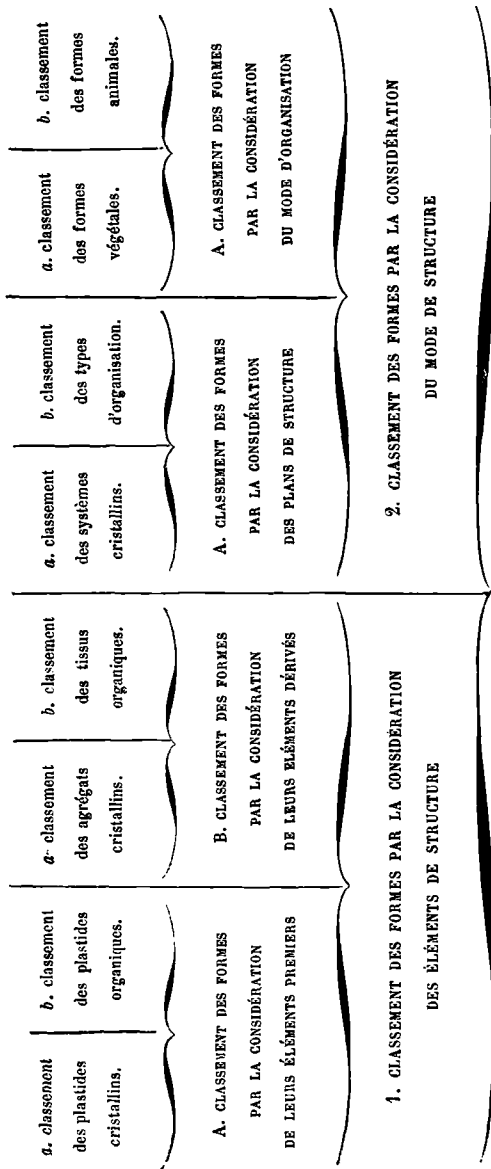 a. classement
des plastides
cristallins.
b. classement
des plastides
organiques.
a. classement
des agrégats
cristallins.
b. classement
des tissus
organiques.
a. classement
des systèmes
cristallins.
b. classement
des types
d'organisation.
a. classement
des formes
végétales.
b. classement
des formes
animales.
A. CLASSEMENT DES FORMES
PAR LA CONSIDÉRATION
DE LEURS ÉLÉMENTS PREMIERS
B. CLASSEMENT DES FORMES
PAR LA CONSIDÉRATION
DE LEURS ELÉMENTS DÉRIVÉS
A. CLASSEMENT DES FORMES
PAR LA CONSIDÉRATION
DES PLANS DE STRUCTURE
A. CLASSEMENT DES FORMES
PAR LA CONSIDÉRATION
DU MODE D'ORGANISATION
1. CLASSEMENT DES FORMES PAR LA CONSIDÉRATION
DES ÉLÉMENTS DE STRUCTURE
2. CLASSEMENT DES FORMES PAR LA CONSIDÉRATION
DU MODE DE STRUCTURE